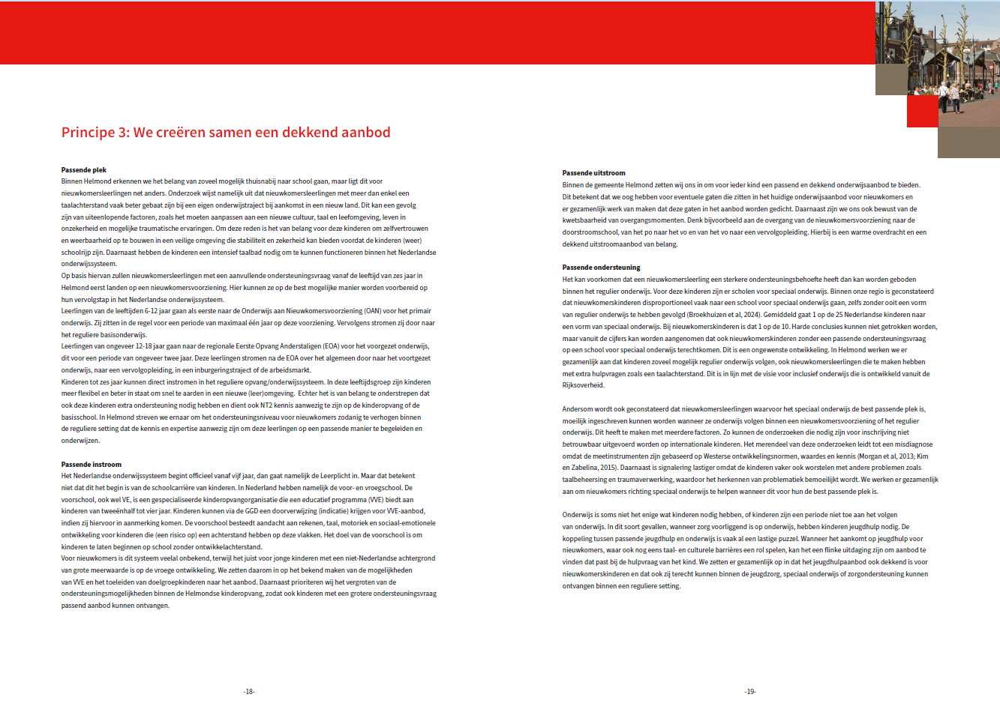 Principe 3: We creëren samen een dekkend aanbod
Passende plek
Binnen Helmond erkennen we het belang van zoveel mogelijk thuisnabij naar school gaan, maar ligt dit voor
nieuwkomersleerlingen net anders. Onderzoek wijst namelijk uit dat nieuwkomersleerlingen met meer dan enkel een
taalachterstand vaak beter gebaat zijn bij een eigen onderwijstraject bij aankomst in een nieuw land. Dit kan een gevolg
zijn van uiteenlopende factoren, zoals het moeten aanpassen aan een nieuwe cultuur, taal en leefomgeving, leven in
onzekerheid en mogelijke traumatische ervaringen. Om deze reden is het van belang voor deze kinderen om zelfvertrouwen
en weerbaarheid op te bouwen in een veilige omgeving die stabiliteit en zekerheid kan bieden voordat de kinderen (weer)
schoolrijp zijn. Daarnaast hebben de kinderen een intensief taalbad nodig om te kunnen functioneren binnen het Nederlandse
onderwijssysteem.
Op basis hiervan zullen nieuwkomersleerlingen met een aanvullende ondersteuningsvraag vanaf de leeftijd van zes jaar in
Helmond eerst landen op een nieuwkomersvoorziening. Hier kunnen ze op de best mogelijke manier worden voorbereid op
hun vervolgstap in het Nederlandse onderwijssysteem.
Leerlingen van de leeftijden 6-12 jaar gaan als eerste naar de Onderwijs aan Nieuwkomersvoorziening (OAN) voor het primair
onderwijs. Zij zitten in de regel voor een periode van maximaal één jaar op deze voorziening. Vervolgens stromen zij door naar
het reguliere basisonderwijs.
Leerlingen van ongeveer 12-18 jaar gaan naar de regionale Eerste Opvang Anderstaligen (EOA) voor het voorgezet onderwijs,
dit voor een periode van ongeveer twee jaar. Deze leerlingen stromen na de EOA over het algemeen door naar het voortgezet
onderwijs, naar een vervolgopleiding, in een inburgeringstraject of de arbeidsmarkt.
Kinderen tot zes jaar kunnen direct instromen in het reguliere opvang/onderwijssysteem. In deze leeftijdsgroep zijn kinderen
meer flexibel en beter in staat om snel te aarden in een nieuwe (leer)omgeving. Echter het is van belang te onderstrepen dat
ook deze kinderen extra ondersteuning nodig hebben en dient ook NT2 kennis aanwezig te zijn op de kinderopvang of de
basisschool. In Helmond streven we ernaar om het ondersteuningsniveau voor nieuwkomers zodanig te verhogen binnen
de reguliere setting dat de kennis en expertise aanwezig zijn om deze leerlingen op een passende manier te begeleiden en
onderwijzen.
Passende instroom
Het Nederlandse onderwijssysteem begint officieel vanaf vijf jaar, dan gaat namelijk de Leerplicht in. Maar dat betekent
niet dat dit het begin is van de schoolcarrière van kinderen. In Nederland hebben namelijk de voor- en vroegschool. De
voorschool, ook wel VE, is een gespecialiseerde kinderopvangorganisatie die een educatief programma (VVE) biedt aan
kinderen van tweeënhalf tot vier jaar. Kinderen kunnen via de GGD een doorverwijzing (indicatie) krijgen voor VVE-aanbod,
indien zij hiervoor in aanmerking komen. De voorschool besteedt aandacht aan rekenen, taal, motoriek en sociaal-emotionele
ontwikkeling voor kinderen die (een risico op) een achterstand hebben op deze vlakken. Het doel van de voorschool is om
kinderen te laten beginnen op school zonder ontwikkelachterstand.
Voor nieuwkomers is dit systeem veelal onbekend, terwijl het juist voor jonge kinderen met een niet-Nederlandse achtergrond
van grote meerwaarde is op de vroege ontwikkeling. We zetten daarom in op het bekend maken van de mogelijkheden
van VVE en het toeleiden van doelgroepkinderen naar het aanbod. Daarnaast prioriteren wij het vergroten van de
ondersteuningsmogelijkheden binnen de Helmondse kinderopvang, zodat ook kinderen met een grotere ondersteuningsvraag
passend aanbod kunnen ontvangen.
-18-
Passende uitstroom
Binnen de gemeente Helmond zetten wij ons in om voor ieder kind een passend en dekkend onderwijsaanbod te bieden.
Dit betekent dat we oog hebben voor eventuele gaten die zitten in het huidige onderwijsaanbod voor nieuwkomers en
er gezamenlijk werk van maken dat deze gaten in het aanbod worden gedicht. Daarnaast zijn we ons ook bewust van de
kwetsbaarheid van overgangsmomenten. Denk bijvoorbeeld aan de overgang van de nieuwkomersvoorziening naar de
doorstroomschool, van het po naar het vo en van het vo naar een vervolgopleiding. Hierbij is een warme overdracht en een
dekkend uitstroomaanbod van belang.
Passende ondersteuning
Het kan voorkomen dat een nieuwkomersleerling een sterkere ondersteuningsbehoefte heeft dan kan worden geboden
binnen het regulier onderwijs. Voor deze kinderen zijn er scholen voor speciaal onderwijs. Binnen onze regio is geconstateerd
dat nieuwkomerskinderen disproportioneel vaak naar een school voor speciaal onderwijs gaan, zelfs zonder ooit een vorm
van regulier onderwijs te hebben gevolgd (Broekhuizen et al, 2024). Gemiddeld gaat 1 op de 25 Nederlandse kinderen naar
een vorm van speciaal onderwijs. Bij nieuwkomerskinderen is dat 1 op de 10. Harde conclusies kunnen niet getrokken worden,
maar vanuit de cijfers kan worden aangenomen dat ook nieuwkomerskinderen zonder een passende ondersteuningsvraag
op een school voor speciaal onderwijs terechtkomen. Dit is een ongewenste ontwikkeling. In Helmond werken we er
gezamenlijk aan dat kinderen zoveel mogelijk regulier onderwijs volgen, ook nieuwkomersleerlingen die te maken hebben
met extra hulpvragen zoals een taalachterstand. Dit is in lijn met de visie voor inclusief onderwijs die is ontwikkeld vanuit de
Rijksoverheid.
Andersom wordt ook geconstateerd dat nieuwkomersleerlingen waarvoor het speciaal onderwijs de best passende plek is,
moeilijk ingeschreven kunnen worden wanneer ze onderwijs volgen binnen een nieuwkomersvoorziening of het regulier
onderwijs. Dit heeft te maken met meerdere factoren. Zo kunnen de onderzoeken die nodig zijn voor inschrijving niet
betrouwbaar uitgevoerd worden op internationale kinderen. Het merendeel van deze onderzoeken leidt tot een misdiagnose
omdat de meetinstrumenten zijn gebaseerd op Westerse ontwikkelingsnormen, waardes en kennis (Morgan et al, 2013; Kim
en Zabelina, 2015). Daarnaast is signalering lastiger omdat de kinderen vaker ook worstelen met andere problemen zoals
taalbeheersing en traumaverwerking, waardoor het herkennen van problematiek bemoeilijkt wordt. We werken er gezamenlijk
aan om nieuwkomers richting speciaal onderwijs te helpen wanneer dit voor hun de best passende plek is.
Onderwijs is soms niet het enige wat kinderen nodig hebben, of kinderen zijn een periode niet toe aan het volgen
van onderwijs. In dit soort gevallen, wanneer zorg voorliggend is op onderwijs, hebben kinderen jeugdhulp nodig. De
koppeling tussen passende jeugdhulp en onderwijs is vaak al een lastige puzzel. Wanneer het aankomt op jeugdhulp voor
nieuwkomers, waar ook nog eens taal- en culturele barrières een rol spelen, kan het een flinke uitdaging zijn om aanbod te
vinden dat past bij de hulpvraag van het kind. We zetten er gezamenlijk op in dat het jeugdhulpaanbod ook dekkend is voor
nieuwkomerskinderen en dat ook zij terecht kunnen binnen de jeugdzorg, speciaal onderwijs of zorgondersteuning kunnen
ontvangen binnen een reguliere setting.
-19-